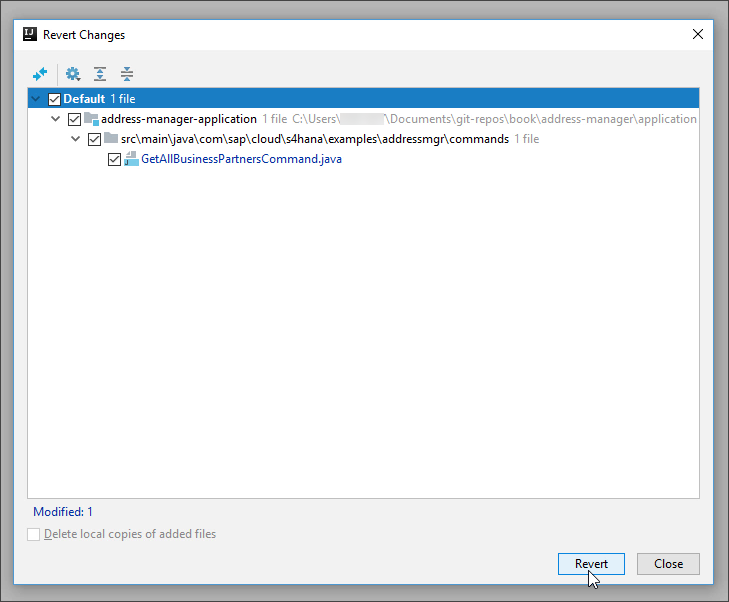 IJ Revert Changes
Default 1 file
address-manager-application 1 file C:\Users\ \Documents\git-repos\book\address-manager\application
src\main\java\com\sap\cloud\s4hana\examples\addressmgr\commands 1 file
GetAllBusinessPartnersCommand.java
Modified: 1
Delete local copies of added files
Revert Close